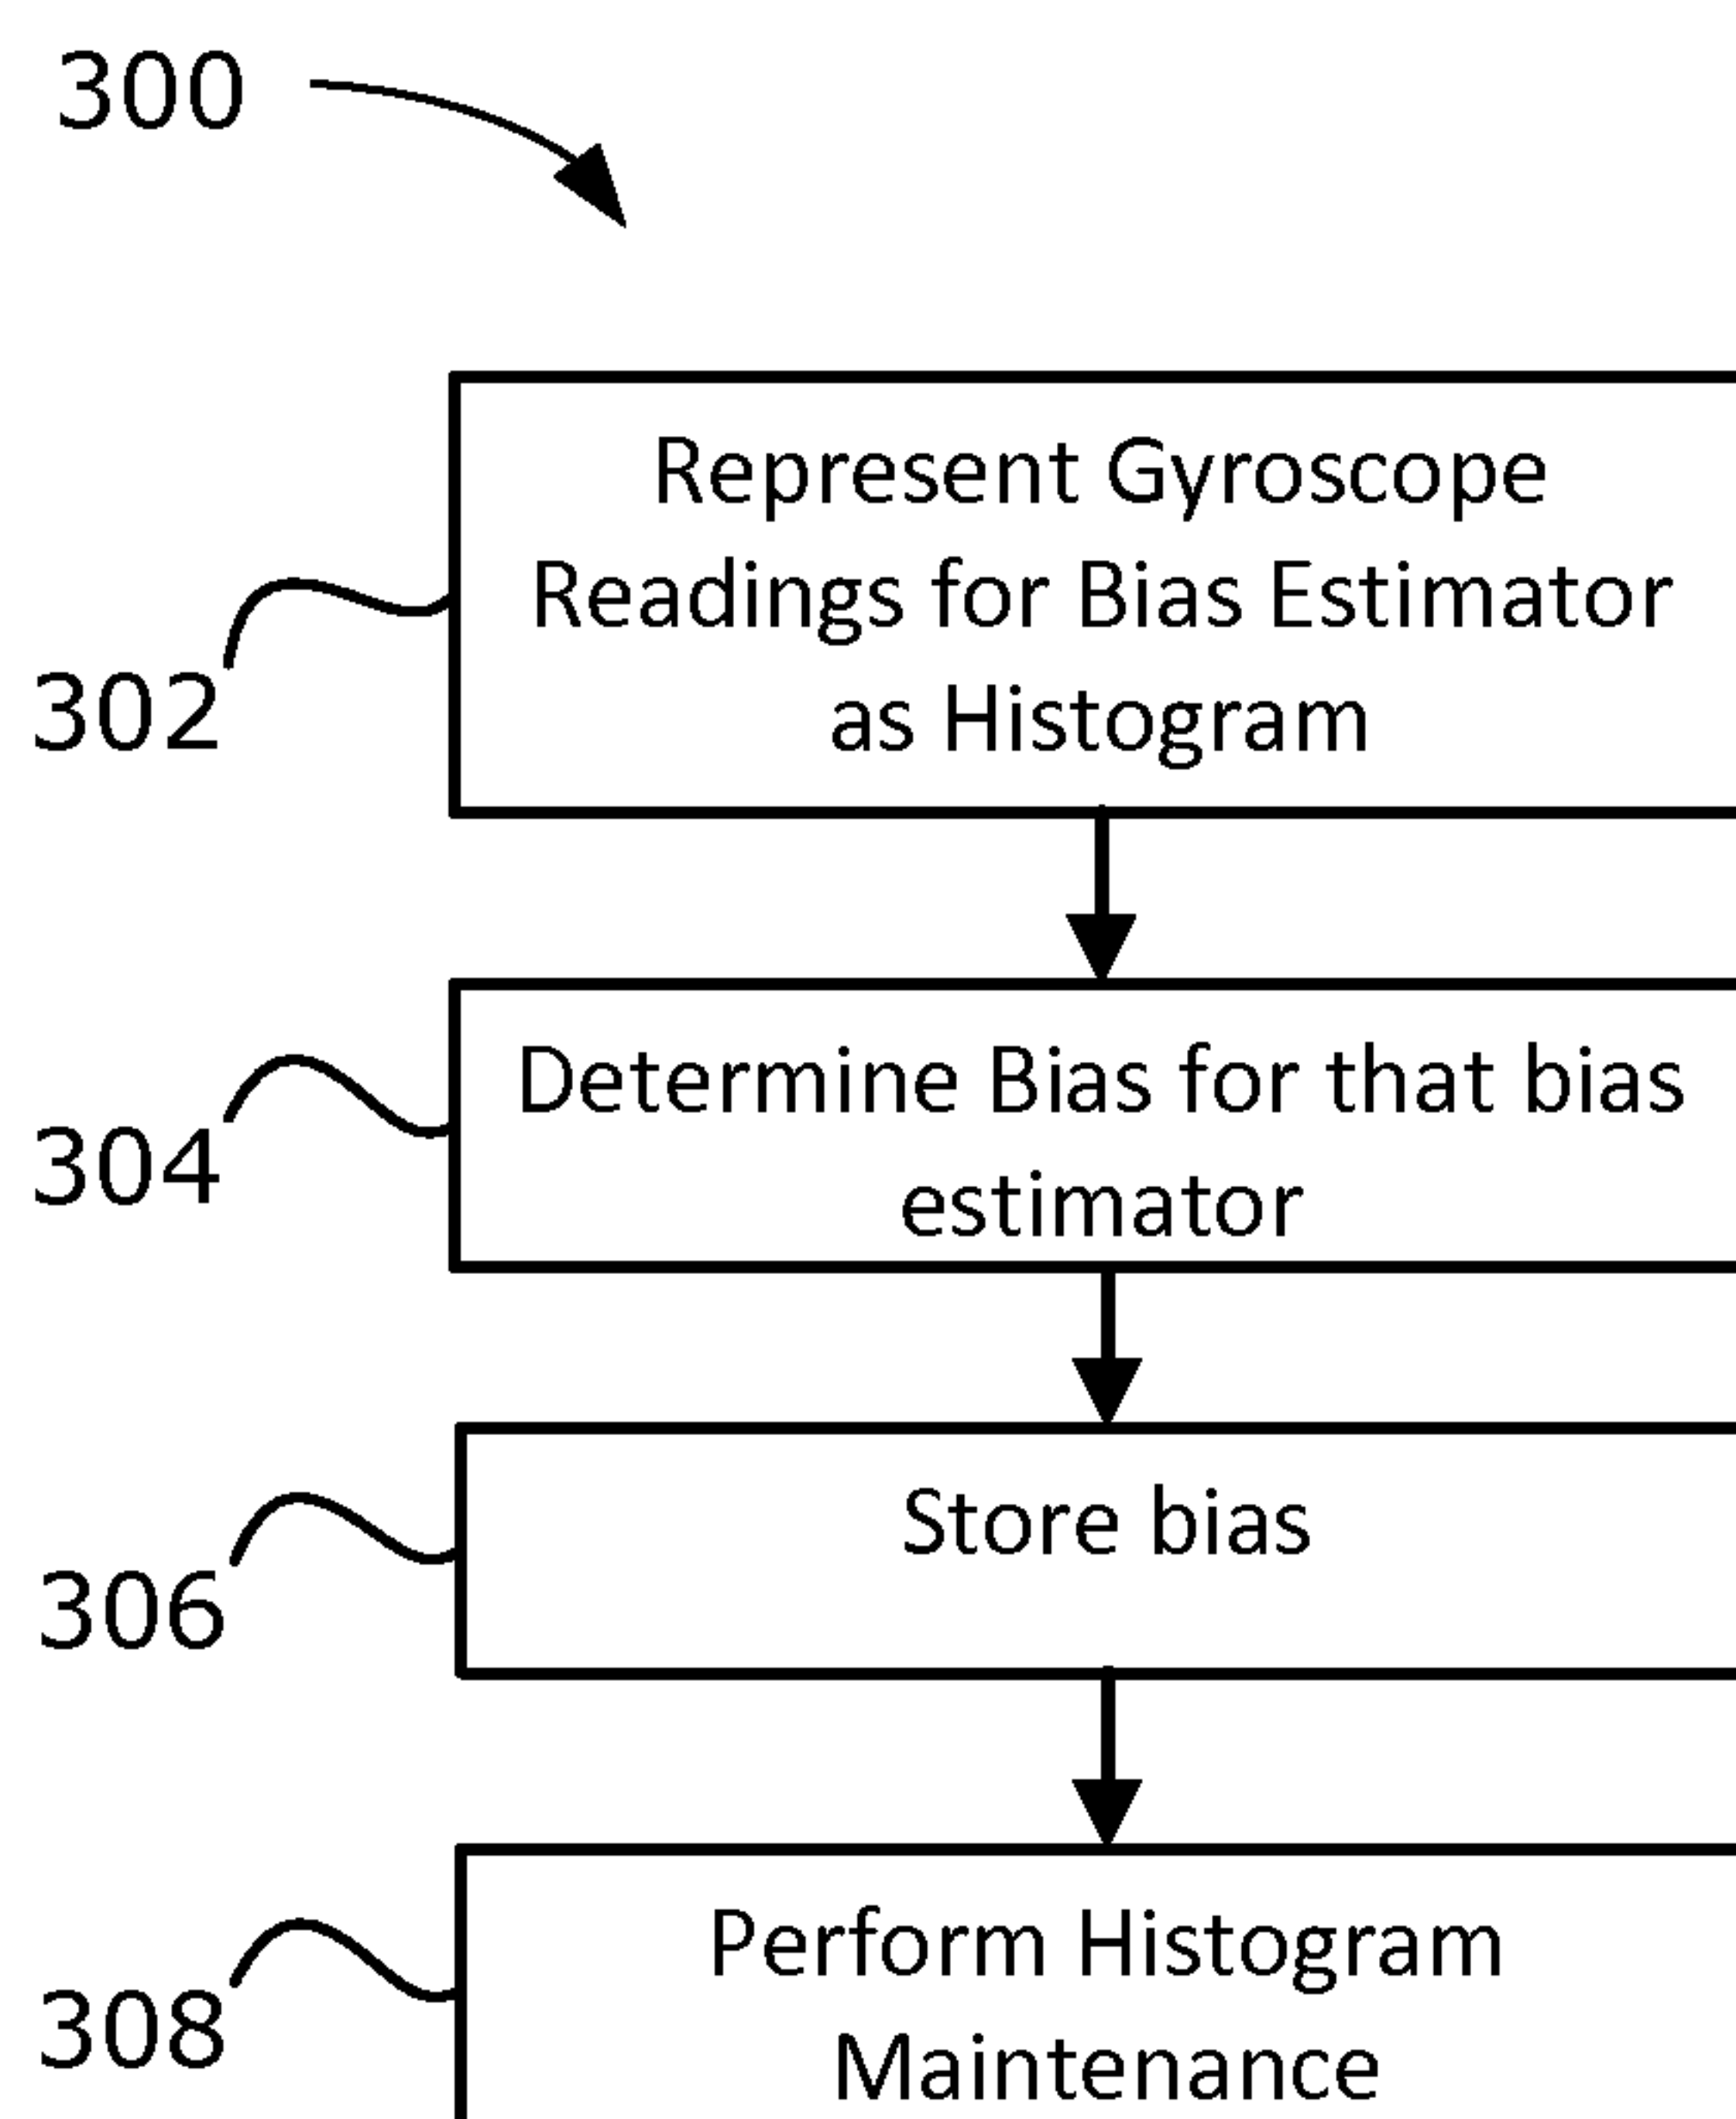 300
Represent Gyroscope
Readings for Bias Estimator
as Histogram
302
Determine Bias for that bias
estimator
304
Store bias
306
Perform Histogram
Maintenance
308